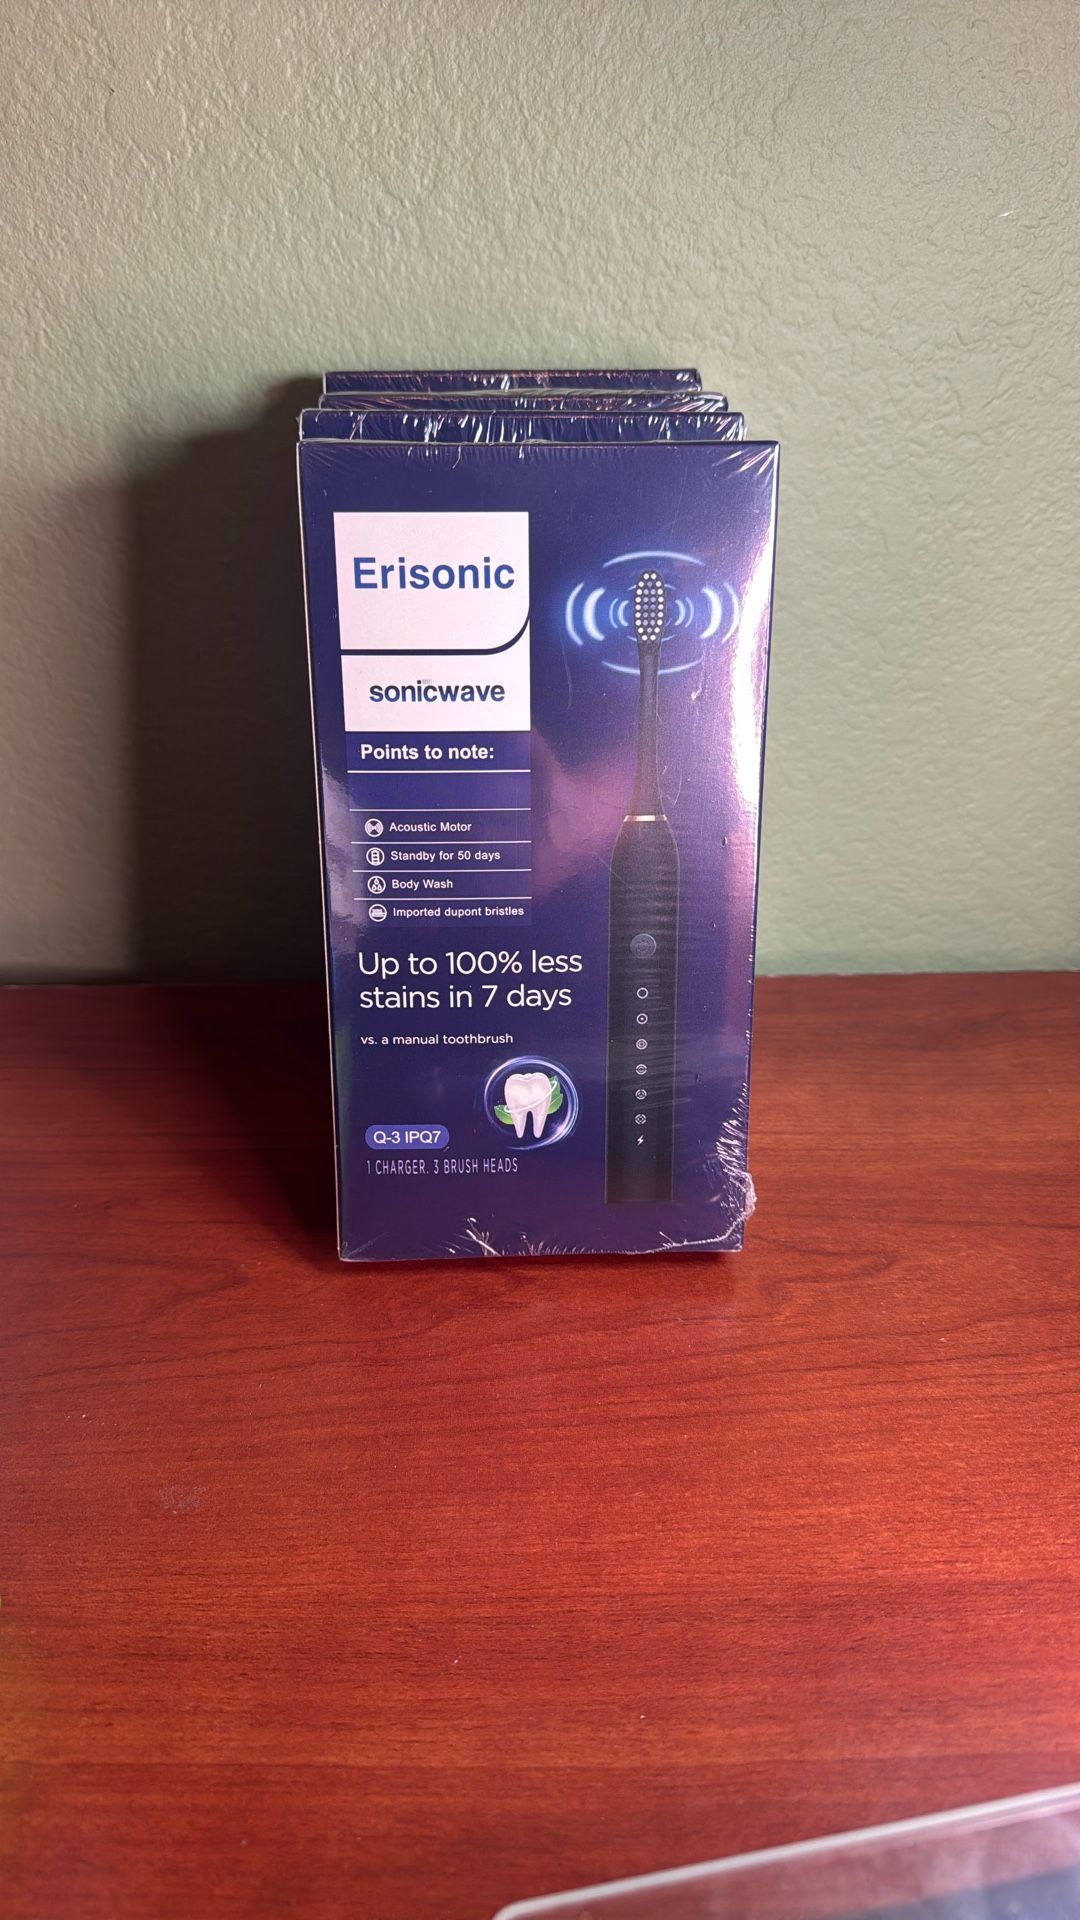 Erisonic
sonicwave
Points to note:
Acoustic Motor
Standby for 50 days
Body Wash
Imported dupont bristles
Up to 100% less
stains in 7 days
vs. a manual toothbrush
Q-3 IPQ7
1 CHARGER. 3 BRUSH HEADS